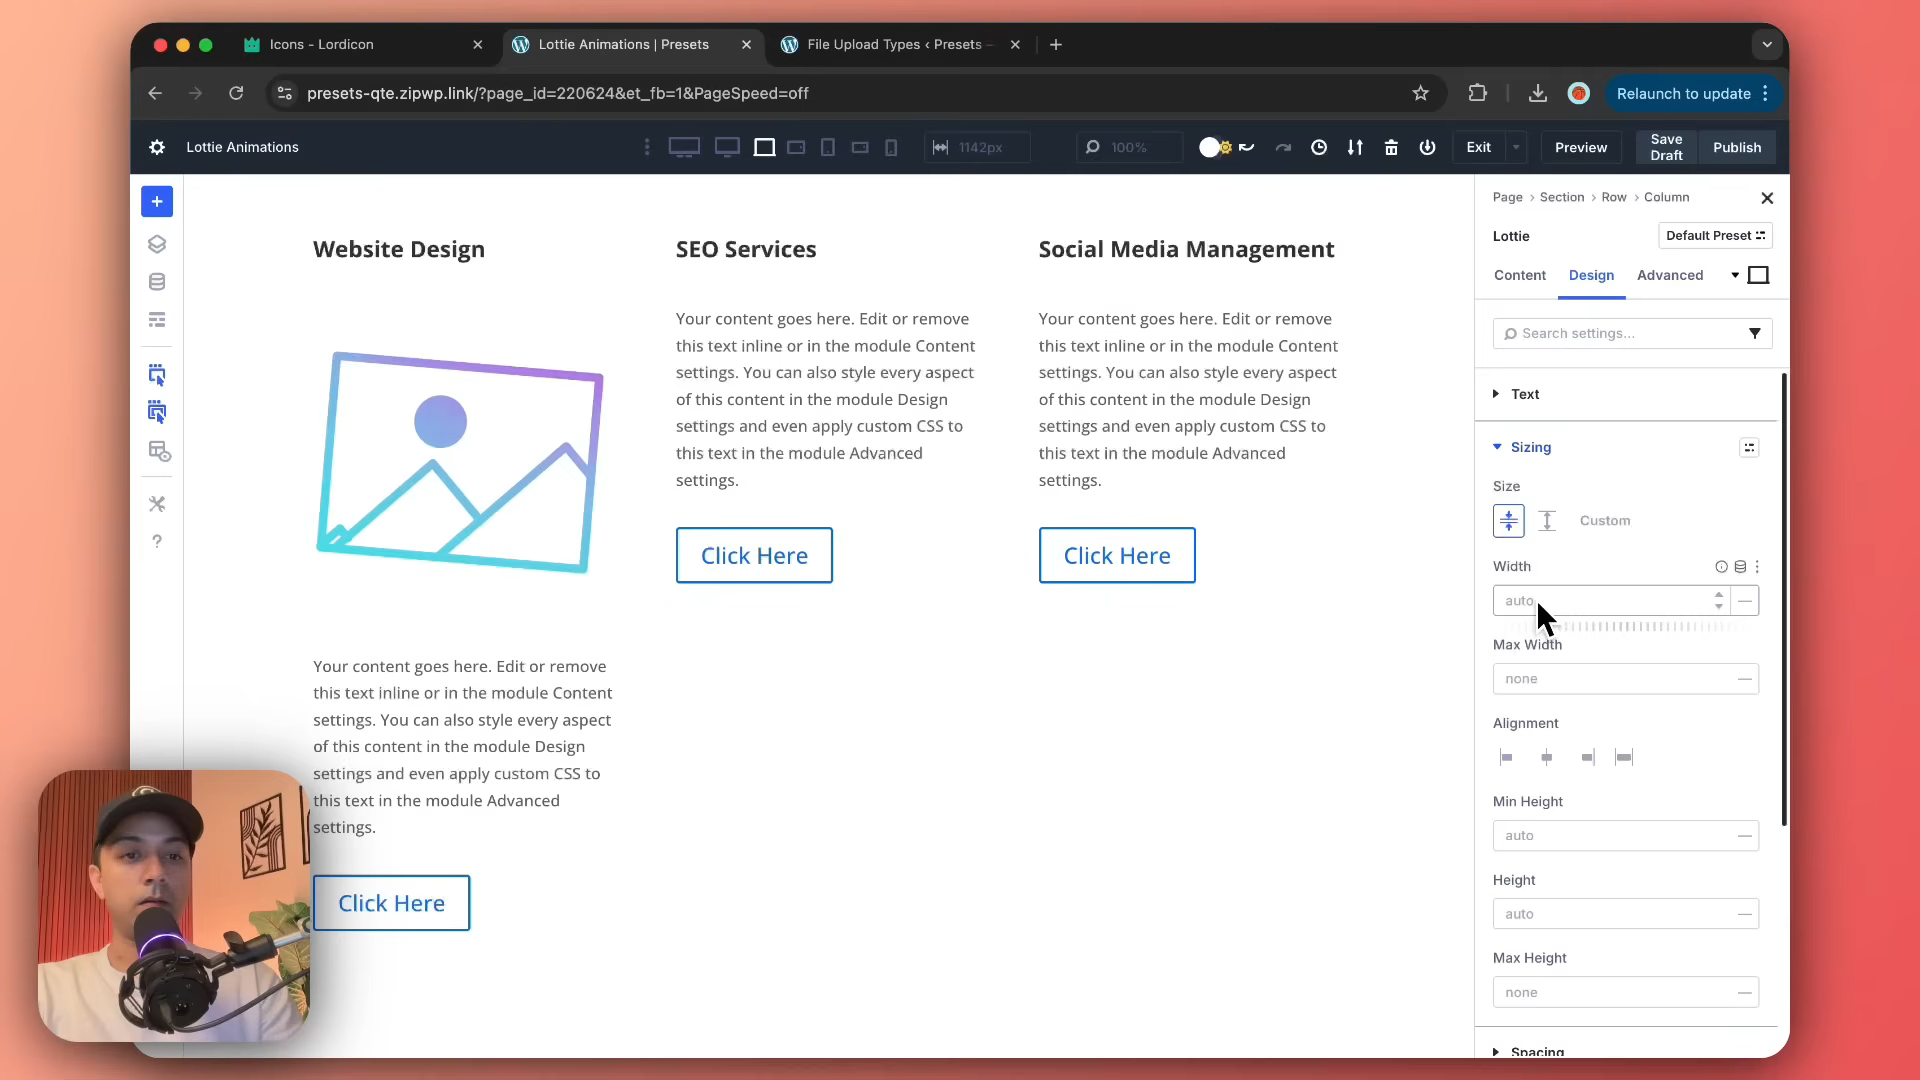 Icons - Lordicon
Lottie Animations | Presets
File Upload Types ‹ Presets –
presets-qte.zipwp.link/?page_id=220624&et_fb=1&PageSpeed=off
Relaunch to update
Lottie Animations
1142px
100%
Exit
Preview
Save
Draft
Publish
Website Design
SEO Services
Social Media Management
Your content goes here. Edit or remove
this text inline or in the module Content
settings. You can also style every aspect
of this content in the module Design
settings and even apply custom CSS to
this text in the module Advanced
settings.
Click Here
Your content goes here. Edit or remove
this text inline or in the module Content
settings. You can also style every aspect
of this content in the module Design
settings and even apply custom CSS to
this text in the module Advanced
settings.
Click Here
Your content goes here. Edit or remove
this text inline or in the module Content
settings. You can also style every aspect
of this content in the module Design
settings and even apply custom CSS to
this text in the module Advanced
settings.
Click Here
Page › Section › Row › Column
Lottie
Default Preset
Content
Design
Advanced
Search settings...
Text
Sizing
Size
Custom
Width
auto
Max Width
none
Alignment
Min Height
auto
Height
auto
Max Height
none
Spacing